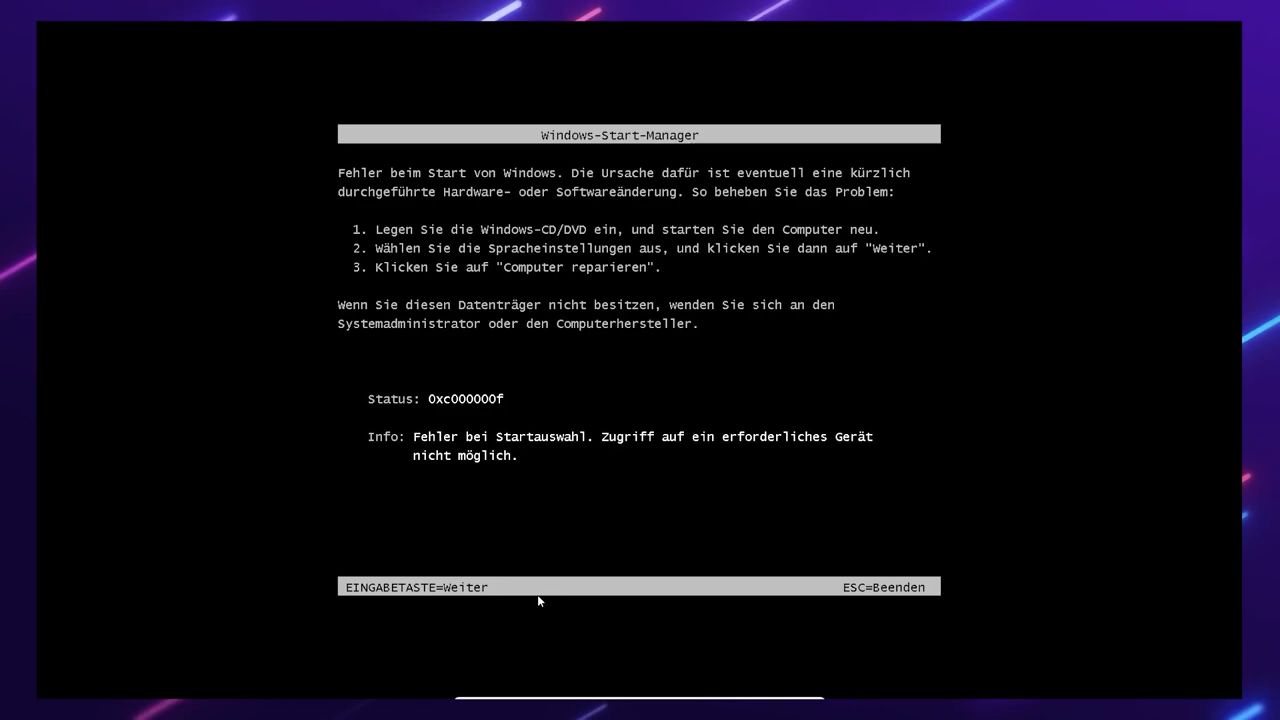 Windows-Start-Manager
Fehler beim Start von Windows. Die Ursache dafür ist eventuell eine kürzlich
durchgeführte Hardware- oder Softwareänderung. So beheben Sie das Problem:
1. Legen Sie die Windows-CD/DVD ein, und starten Sie den Computer neu.
2. Wählen Sie die Spracheinstellungen aus, und klicken Sie dann auf "Weiter".
3. Klicken Sie auf "Computer reparieren".
Wenn Sie diesen Datenträger nicht besitzen, wenden Sie sich an den
Systemadministrator oder den Computerhersteller.
Status: 0xc000000f
Info: Fehler bei Startauswahl. Zugriff auf ein erforderliches Gerät
nicht möglich.
EINGABETASTE=Weiter ESC=Beenden